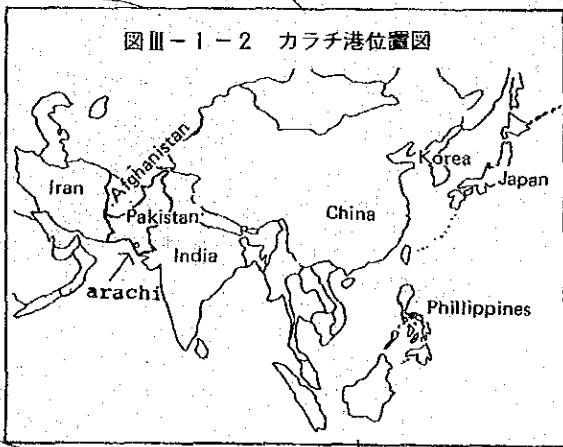 図Ⅲ-1-2 カラチ港位置図
Afghanistan
Korea
Iran
Japan
Pakistan
China
India
arachi
Phillippines